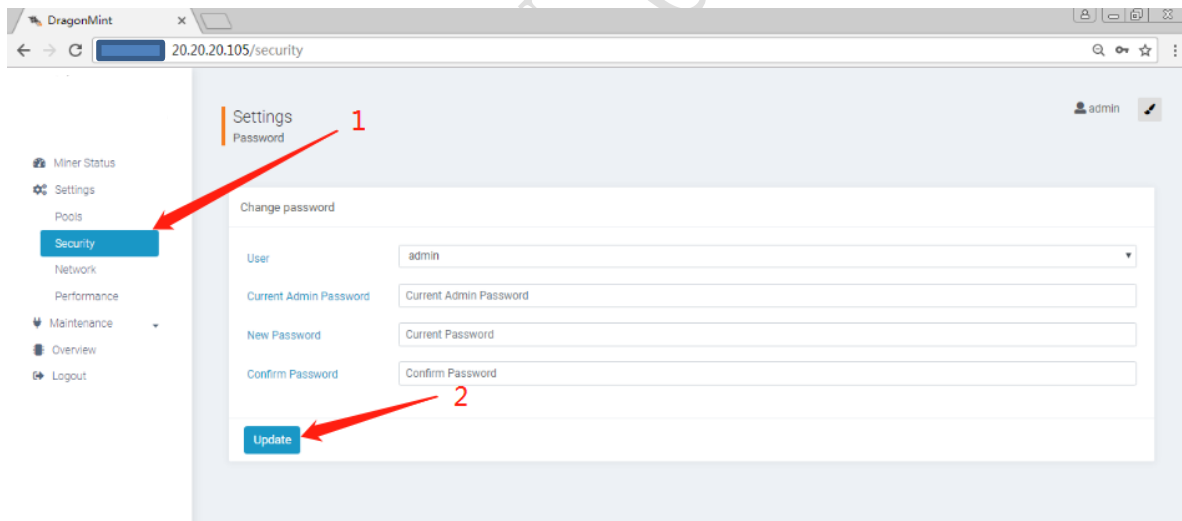 DragonMint
20.20.20.105/security
admin
Settings
Password
1
Miner Status
Settings
Pools
Security
Network
Performance
Maintenance
Overview
Logout
Change password
User
admin
Current Admin Password
Current Admin Password
New Password
Current Password
Confirm Password
Confirm Password
2
Update